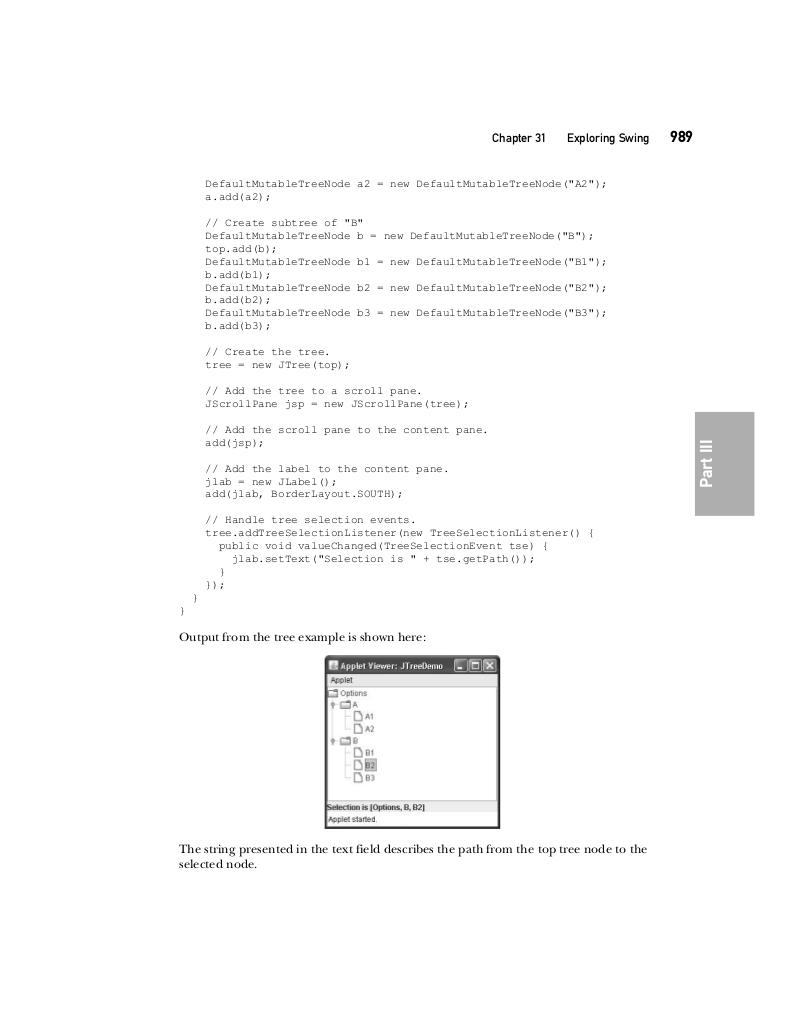 Chapter 31 Exploring Swing 989
DefaultMutableTreeNode a2 = new DefaultMutableTreeNode("A2");
a.add(a2);
// Create subtree of "B"
DefaultMutableTreeNode b = new DefaultMutableTreeNode("B");
top.add(b);
DefaultMutableTreeNode b1 = new DefaultMutableTreeNode("B1");
b.add(b1);
DefaultMutableTreeNode b2 = new DefaultMutableTreeNode("B2");
b.add(b2);
DefaultMutableTreeNode b3 = new DefaultMutableTreeNode("B3");
b.add(b3);
// Create the tree.
tree = new JTree(top);
// Add the tree to a scroll pane.
JScrollPane jsp = new JScrollPane(tree);
// Add the scroll pane to the content pane.
add(jsp);
// Add the label to the content pane.
jlab = new JLabel();
add(jlab, BorderLayout.SOUTH);
// Handle tree selection events.
tree.addTreeSelectionListener(new TreeSelectionListener() {
public void valueChanged(TreeSelectionEvent tse) {
jlab.setText("Selection is " + tse.getPath());
}
});
}
}
Part III
Output from the tree example is shown here:
Applet Viewer: JTreeDemo
Applet
Options
A
A1
A2
B
B1
B2
B3
Selection is [Options, B, B2]
Applet started.
The string presented in the text field describes the path from the top tree node to the
selected node.